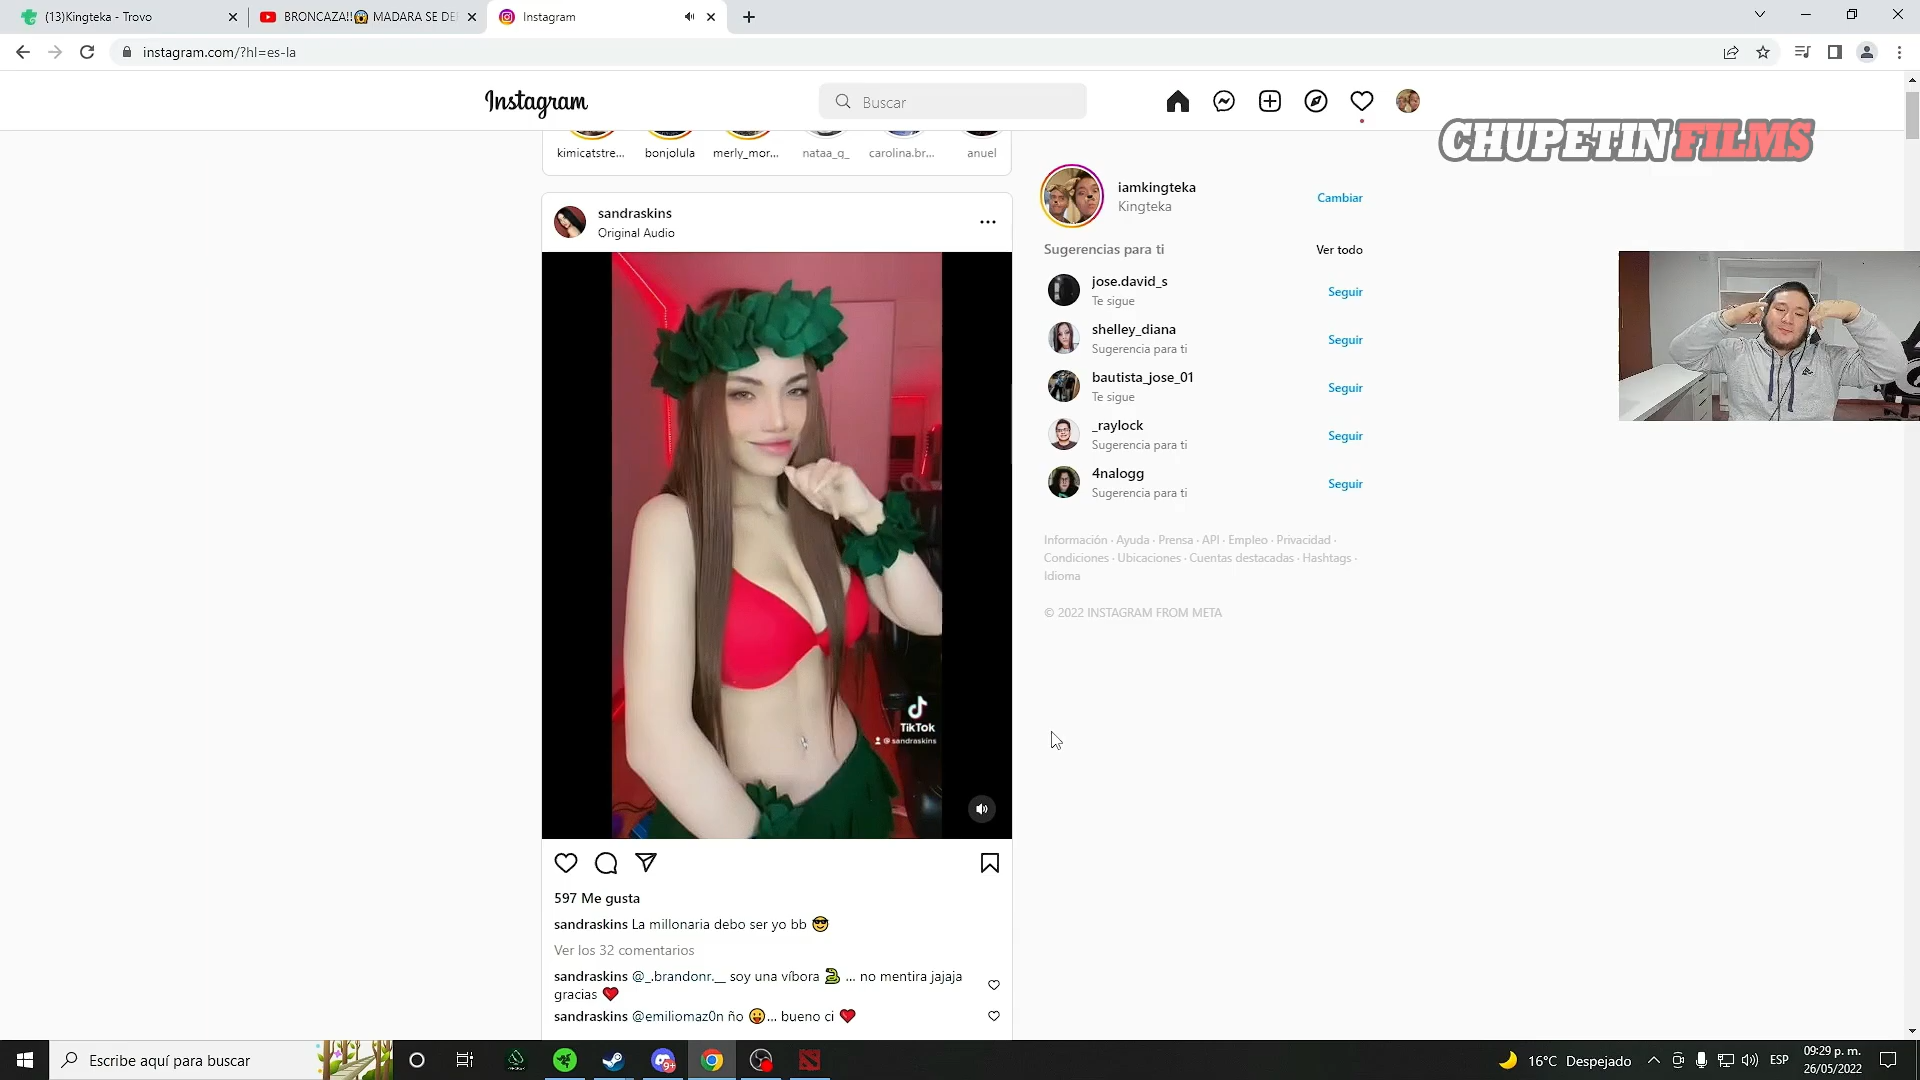 (13)Kingteka - Trovo
BRONCAZA!!😱 MADARA SE DE
Instagram
instagram.com/?hl=es-la
Instagram
Buscar
CHUPETIN FILMS
kimicatstre...
bonjolula
merly_mor...
nataa_q_
carolina.br...
anuel
iamkingteka
Kingteka
Cambiar
Sugerencias para ti
Ver todo
jose.david_s
Te sigue
Seguir
shelley_diana
Sugerencia para ti
Seguir
bautista_jose_01
Te sigue
Seguir
_raylock
Sugerencia para ti
Seguir
4nalogg
Sugerencia para ti
Seguir
Información · Ayuda · Prensa · API · Empleo · Privacidad ·
Condiciones · Ubicaciones · Cuentas destacadas · Hashtags ·
Idioma
© 2022 INSTAGRAM FROM META
sandraskins
Original Audio
TikTok
@sandraskins
597 Me gusta
sandraskins La millonaria debo ser yo bb 😎
Ver los 32 comentarios
sandraskins @_.brandonr.__ soy una víbora 🐍 ... no mentira jajaja
gracias ❤️
sandraskins @emiliomaz0n ño 😛... bueno ci ❤️
Escribe aquí para buscar
9+
16°C Despejado
ESP
09:29 p. m.
26/05/2022